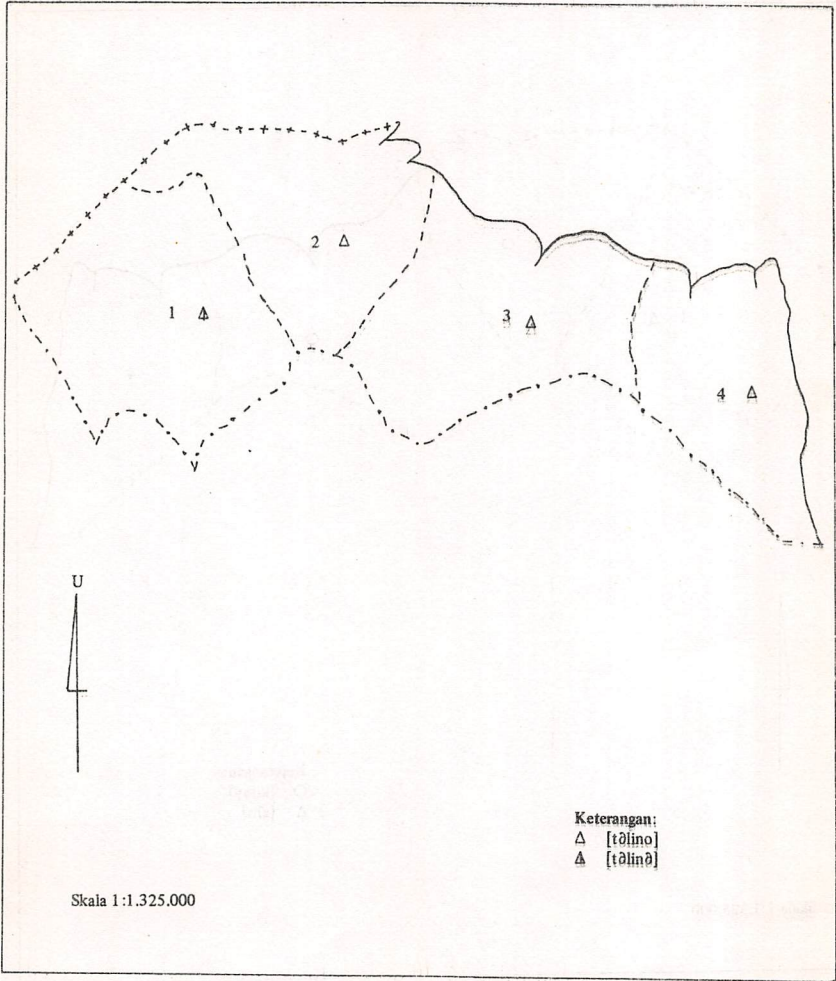 2 △
1 ◬
3 ◬
4 △
U
Keterangan:
△ [təlino]
◬ [təlinə]
Skala 1:1.325.000